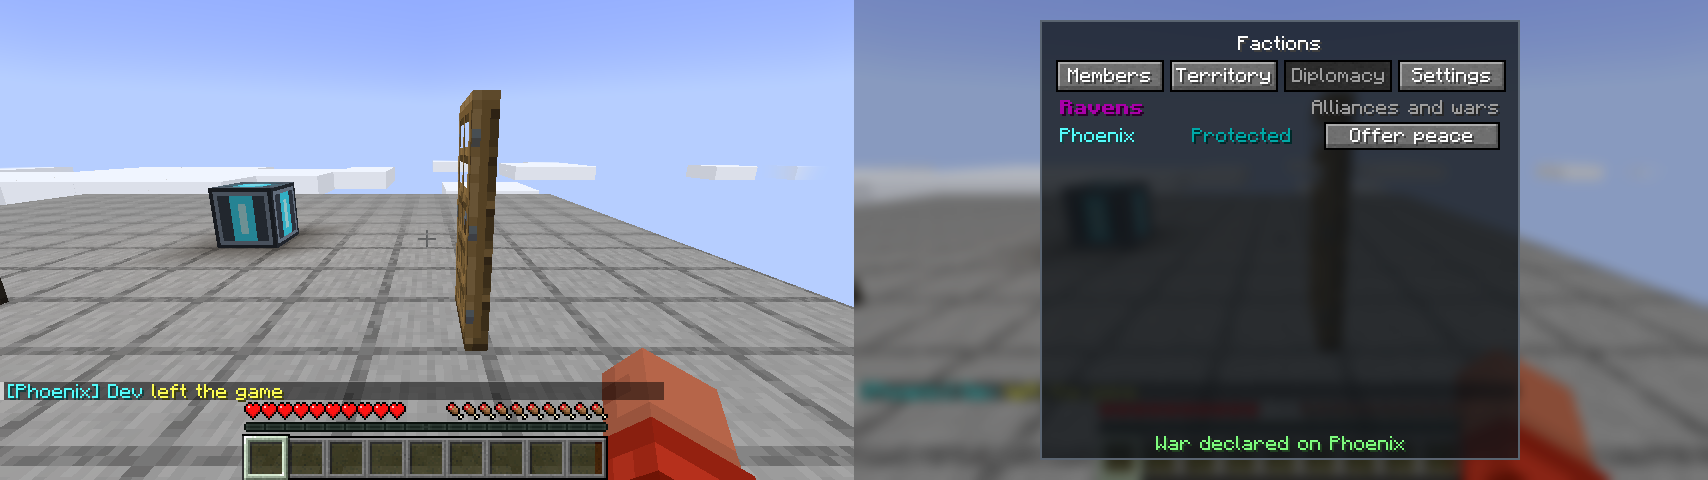 [Phoenix] Dev left the game
Factions
Members Territory Diplomacy Settings
Ravens Alliances and wars
Phoenix Protected Offer peace
War declared on Phoenix